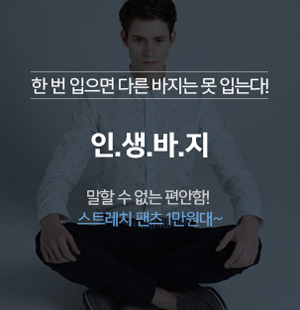 한 번 입으면 다른 바지는 못 입는다!
인.생.바.지
말할 수 없는 편안함!
스트레치 팬츠 1만원대~